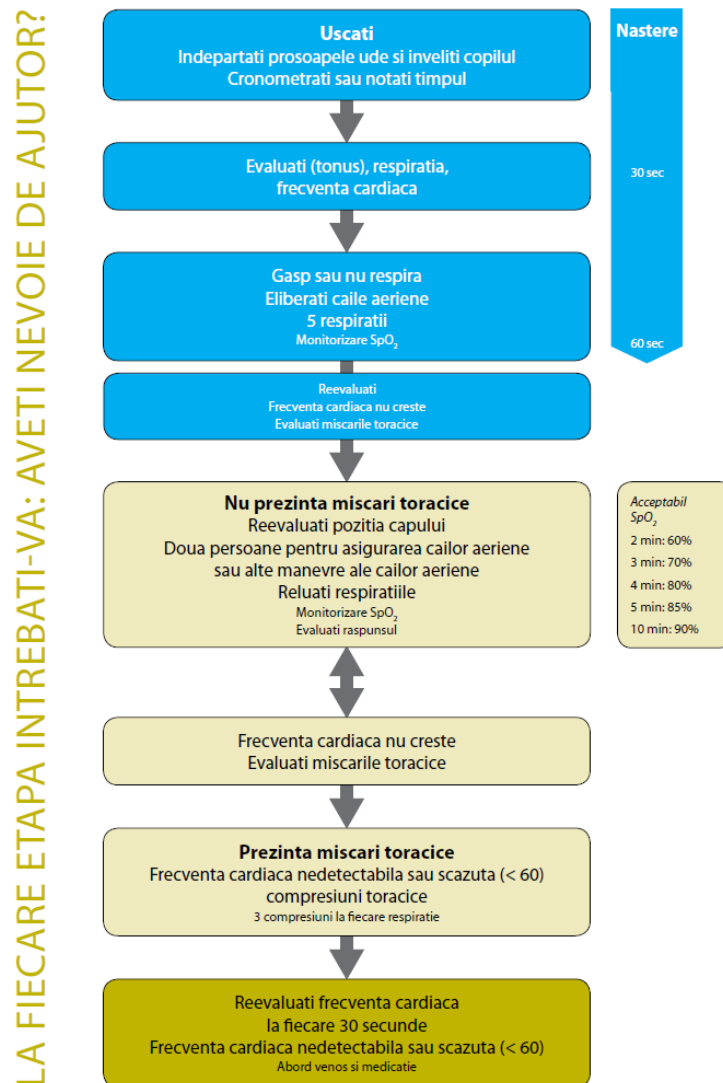 LA FIECARE ETAPA INTREBATI-VA: AVETI NEVOIE DE AJUTOR?
Uscati
Indepartati prosoapele ude si inveliti copilul
Cronometrati sau notati timpul
Nastere
Evaluati (tonus), respiratia,
frecventa cardiaca
30 sec
Gasp sau nu respira
Eliberati caile aeriene
5 respiratii
Monitorizare SpO₂
60 sec
Reevaluati
Frecventa cardiaca nu creste
Evaluati miscarile toracice
Nu prezinta miscari toracice
Reevaluati pozitia capului
Doua persoane pentru asigurarea cailor aeriene
sau alte manevre ale cailor aeriene
Reluati respiratiile
Monitorizare SpO₂
Evaluati raspunsul
Acceptabil
SpO₂
2 min: 60%
3 min: 70%
4 min: 80%
5 min: 85%
10 min: 90%
Frecventa cardiaca nu creste
Evaluati miscarile toracice
Prezinta miscari toracice
Frecventa cardiaca nedetectabila sau scazuta (< 60)
compresiuni toracice
3 compresiuni la fiecare respiratie
Reevaluati frecventa cardiaca
la fiecare 30 secunde
Frecventa cardiaca nedetectabila sau scazuta (< 60)
Abord venos si medicatie